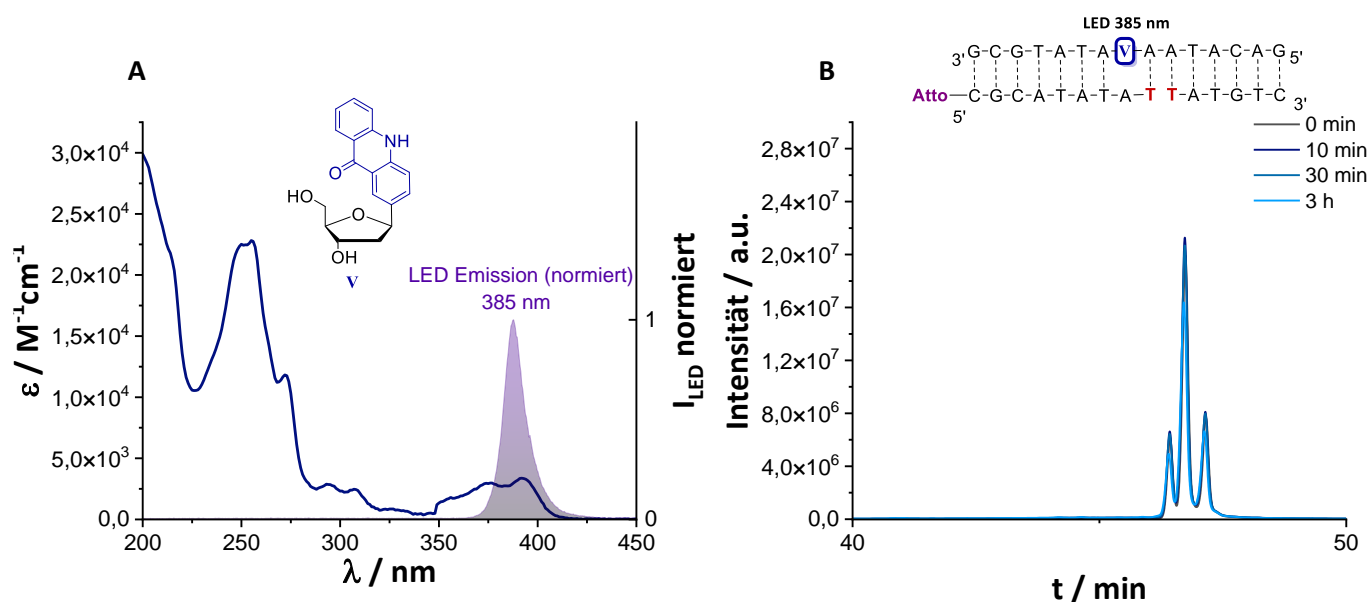 A
3,0×10⁴
2,5×10⁴
2,0×10⁴
1,5×10⁴
1,0×10⁴
5,0×10³
0,0
ε / M⁻¹cm⁻¹
200 250 300 350 400 450
λ / nm
NH
O
HO
O
OH
V
LED Emission (normiert)
385 nm
1
0
I_LED normiert
B
LED 385 nm
3' G-C-G-T-A-T-A-V-A-A-T-A-C-A-G 5'
Atto-C-G-C-A-T-A-T-A-T T-A-T-G-T-C 3'
5'
0 min
10 min
30 min
3 h
2,8×10⁷
2,4×10⁷
2,0×10⁷
1,6×10⁷
1,2×10⁷
8,0×10⁶
4,0×10⁶
0,0
Intensität / a.u.
40 50
t / min